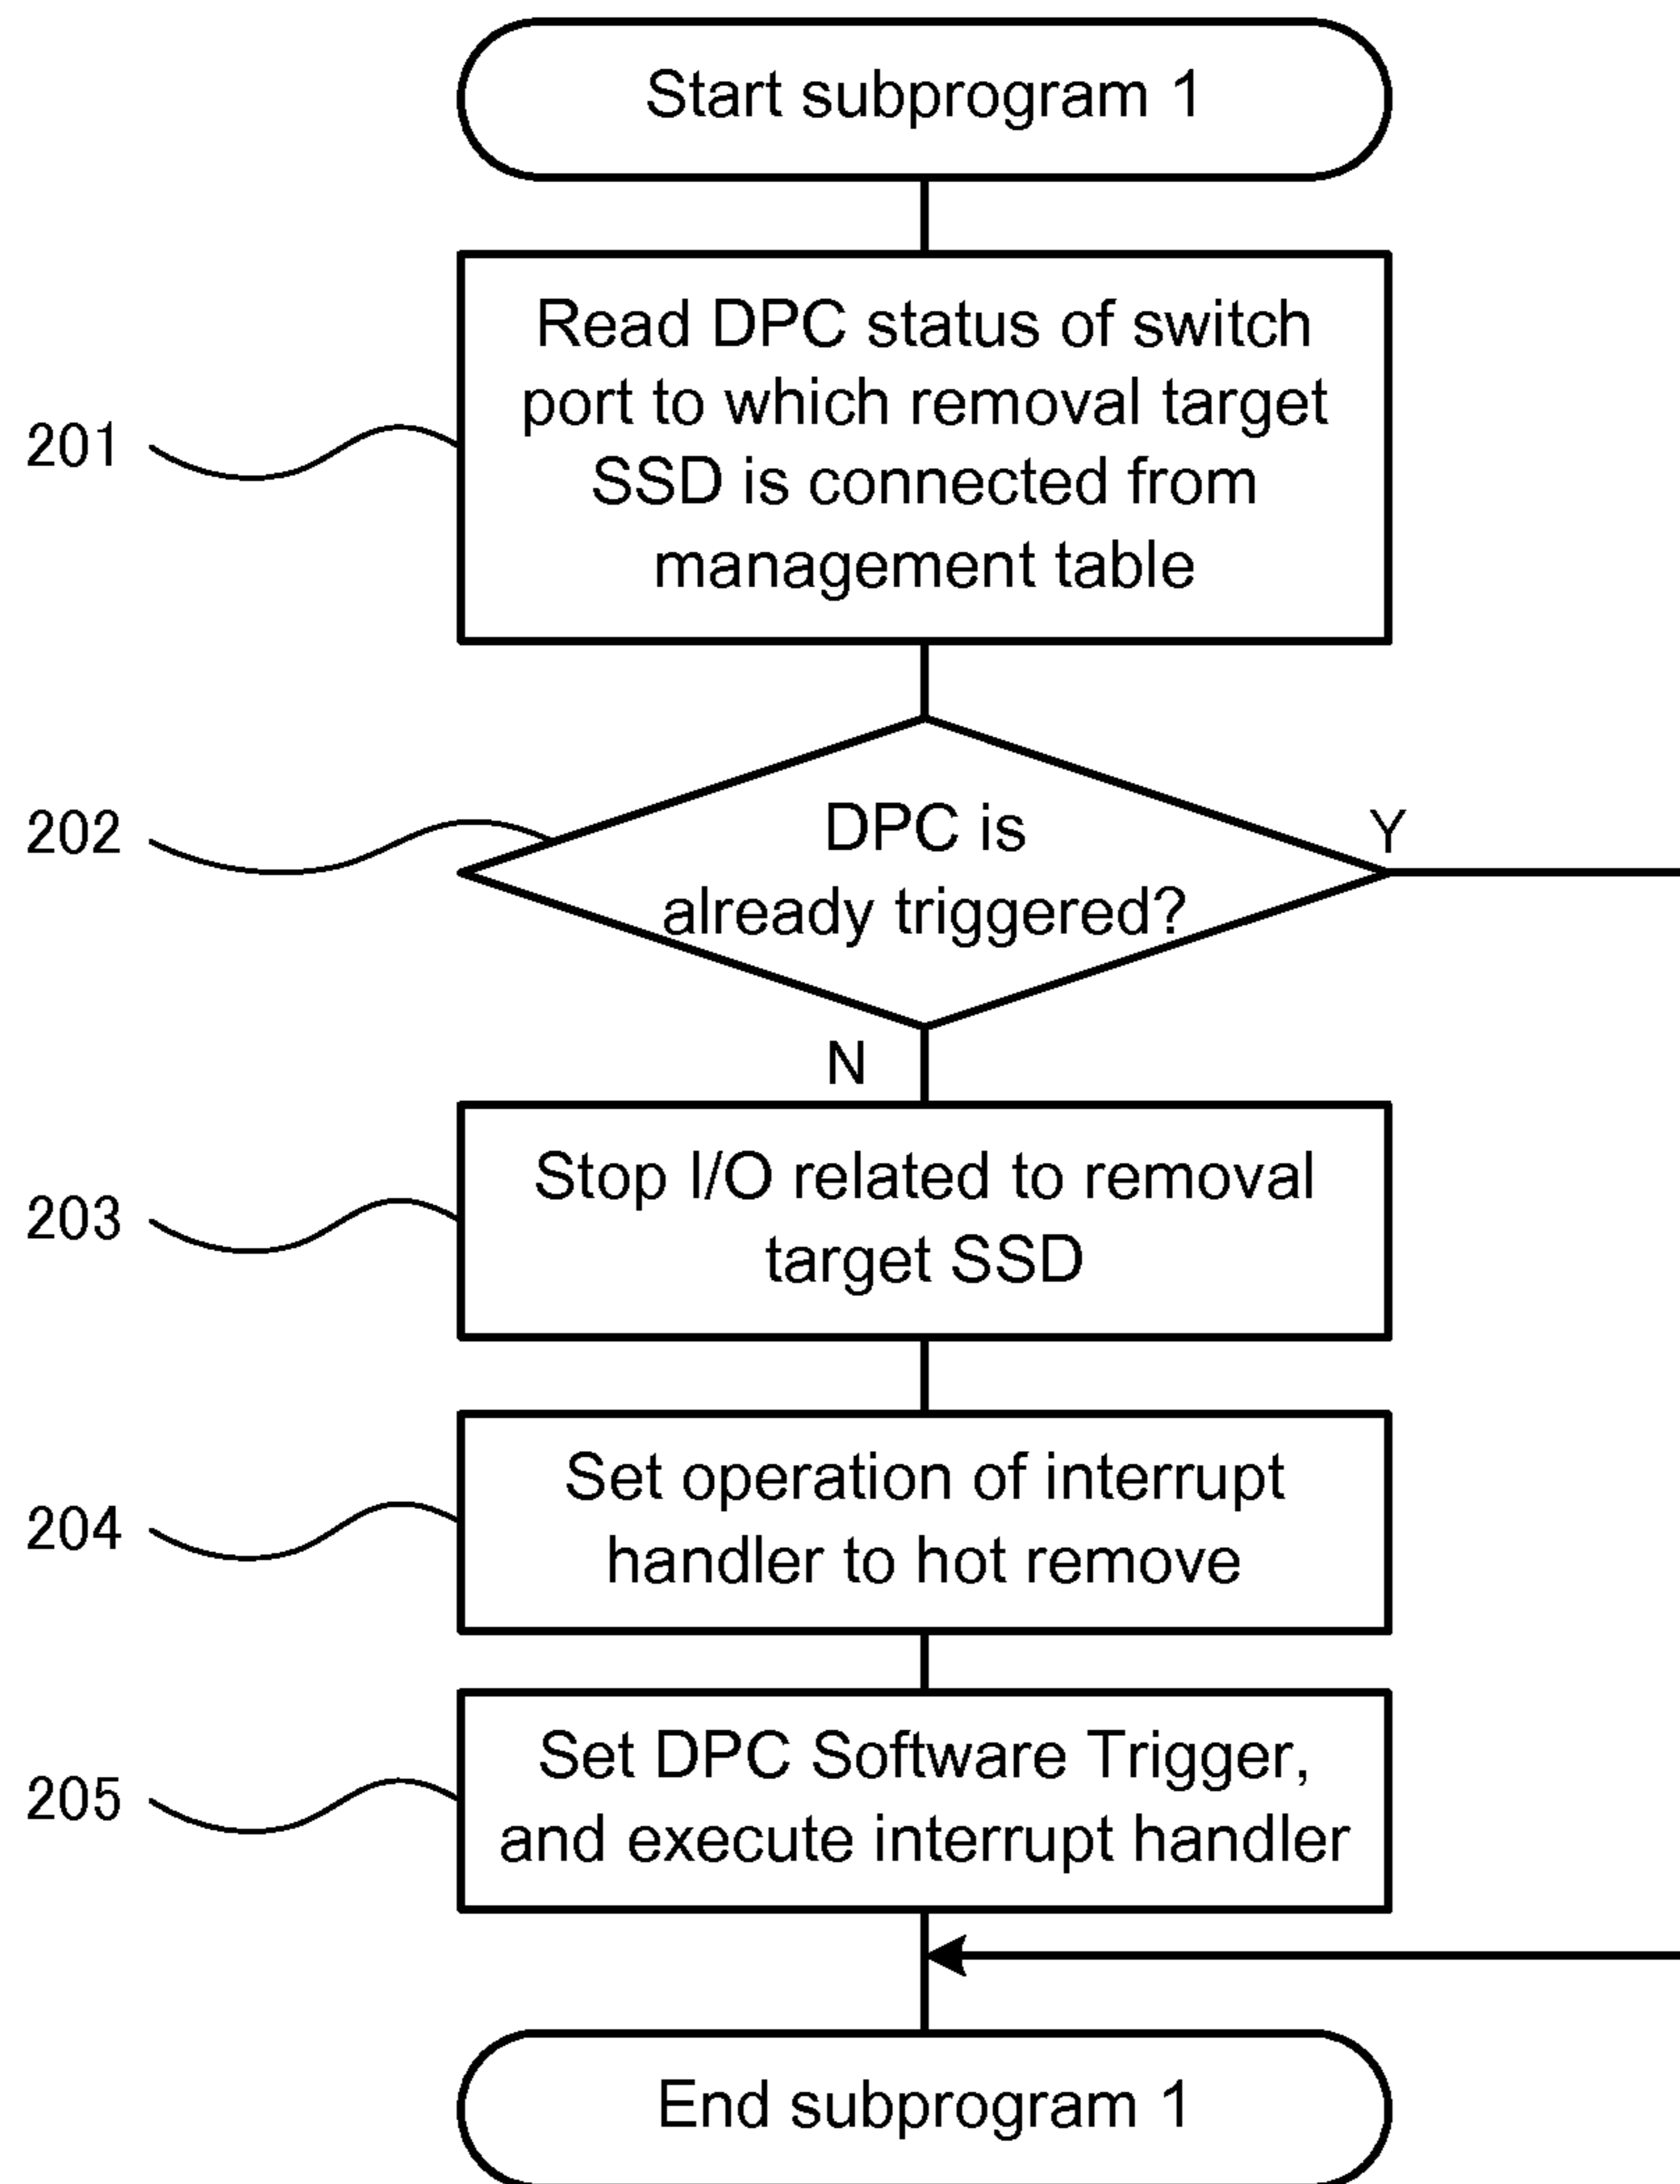 Start subprogram 1
201
Read DPC status of switch
port to which removal target
SSD is connected from
management table
202
DPC is
already triggered?
Y
N
203
Stop I/O related to removal
target SSD
204
Set operation of interrupt
handler to hot remove
205
Set DPC Software Trigger,
and execute interrupt handler
End subprogram 1